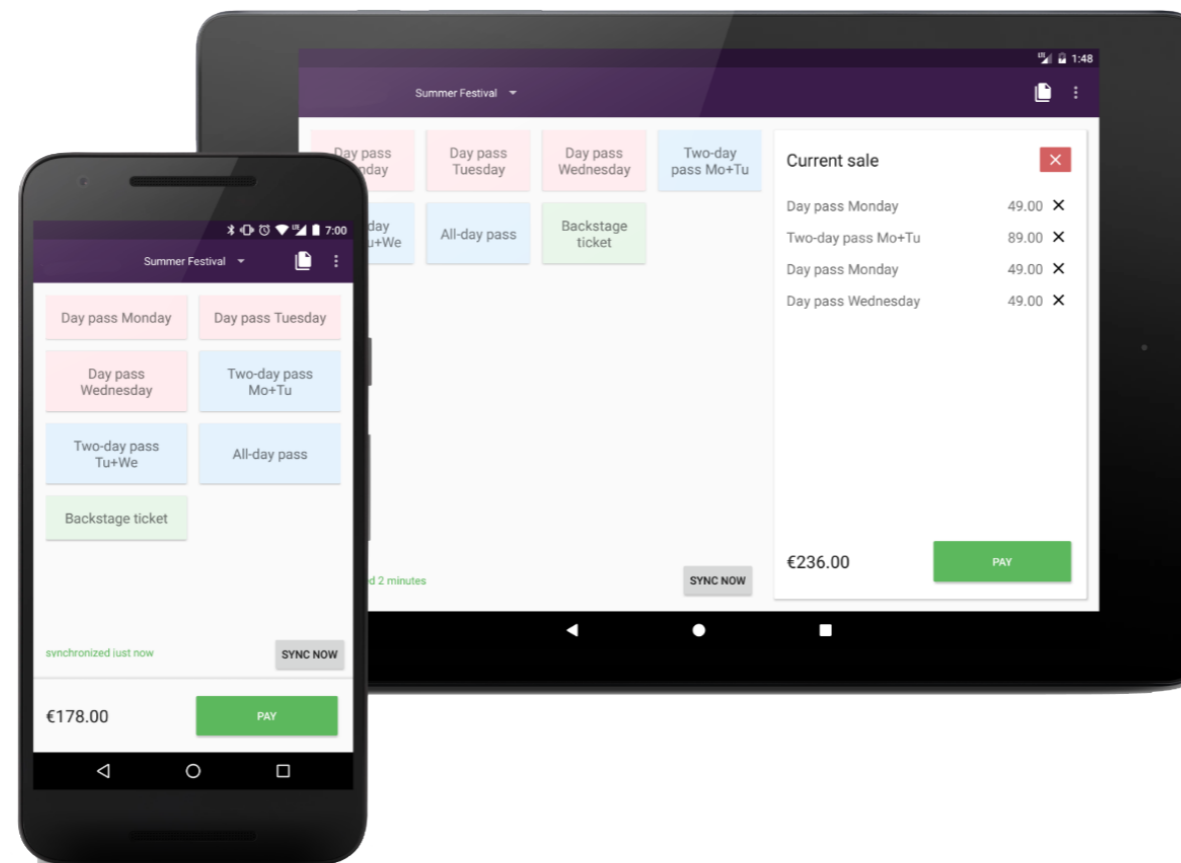 1:48
Summer Festival
Day pass
Day pass
Tuesday
Day pass
Wednesday
Two-day
pass Mo+Tu
All-day pass
Backstage
ticket
2 minutes
SYNC NOW
Current sale
Day pass Monday 49.00
Two-day pass Mo+Tu 89.00
Day pass Monday 49.00
Day pass Wednesday 49.00
€236.00 PAY
7:00
Summer Festival
Day pass Monday
Day pass Tuesday
Day pass
Wednesday
Two-day pass
Mo+Tu
Two-day pass
Tu+We
All-day pass
Backstage ticket
synchronized just now
SYNC NOW
€178.00 PAY